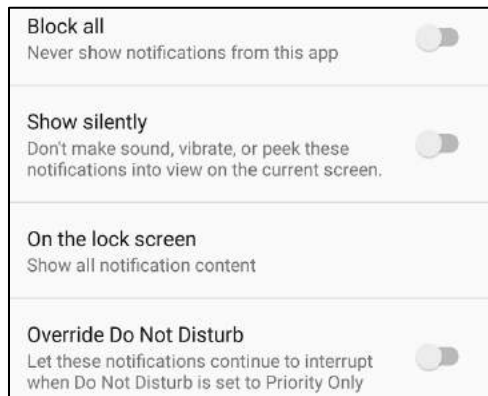 Block all
Never show notifications from this app
Show silently
Don't make sound, vibrate, or peek these
notifications into view on the current screen.
On the lock screen
Show all notification content
Override Do Not Disturb
Let these notifications continue to interrupt
when Do Not Disturb is set to Priority Only